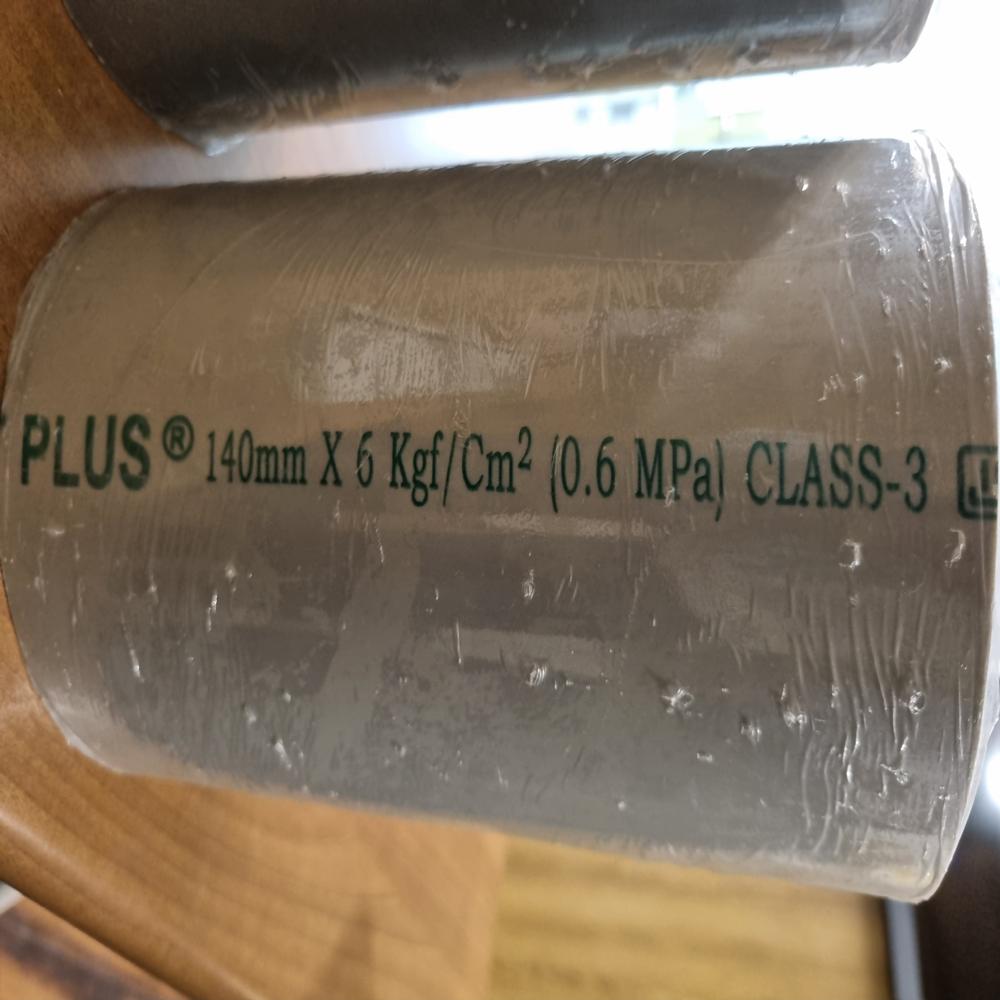 PLUS® 140mm X 6 Kgf/Cm² (0.6 MPa) CLASS-3